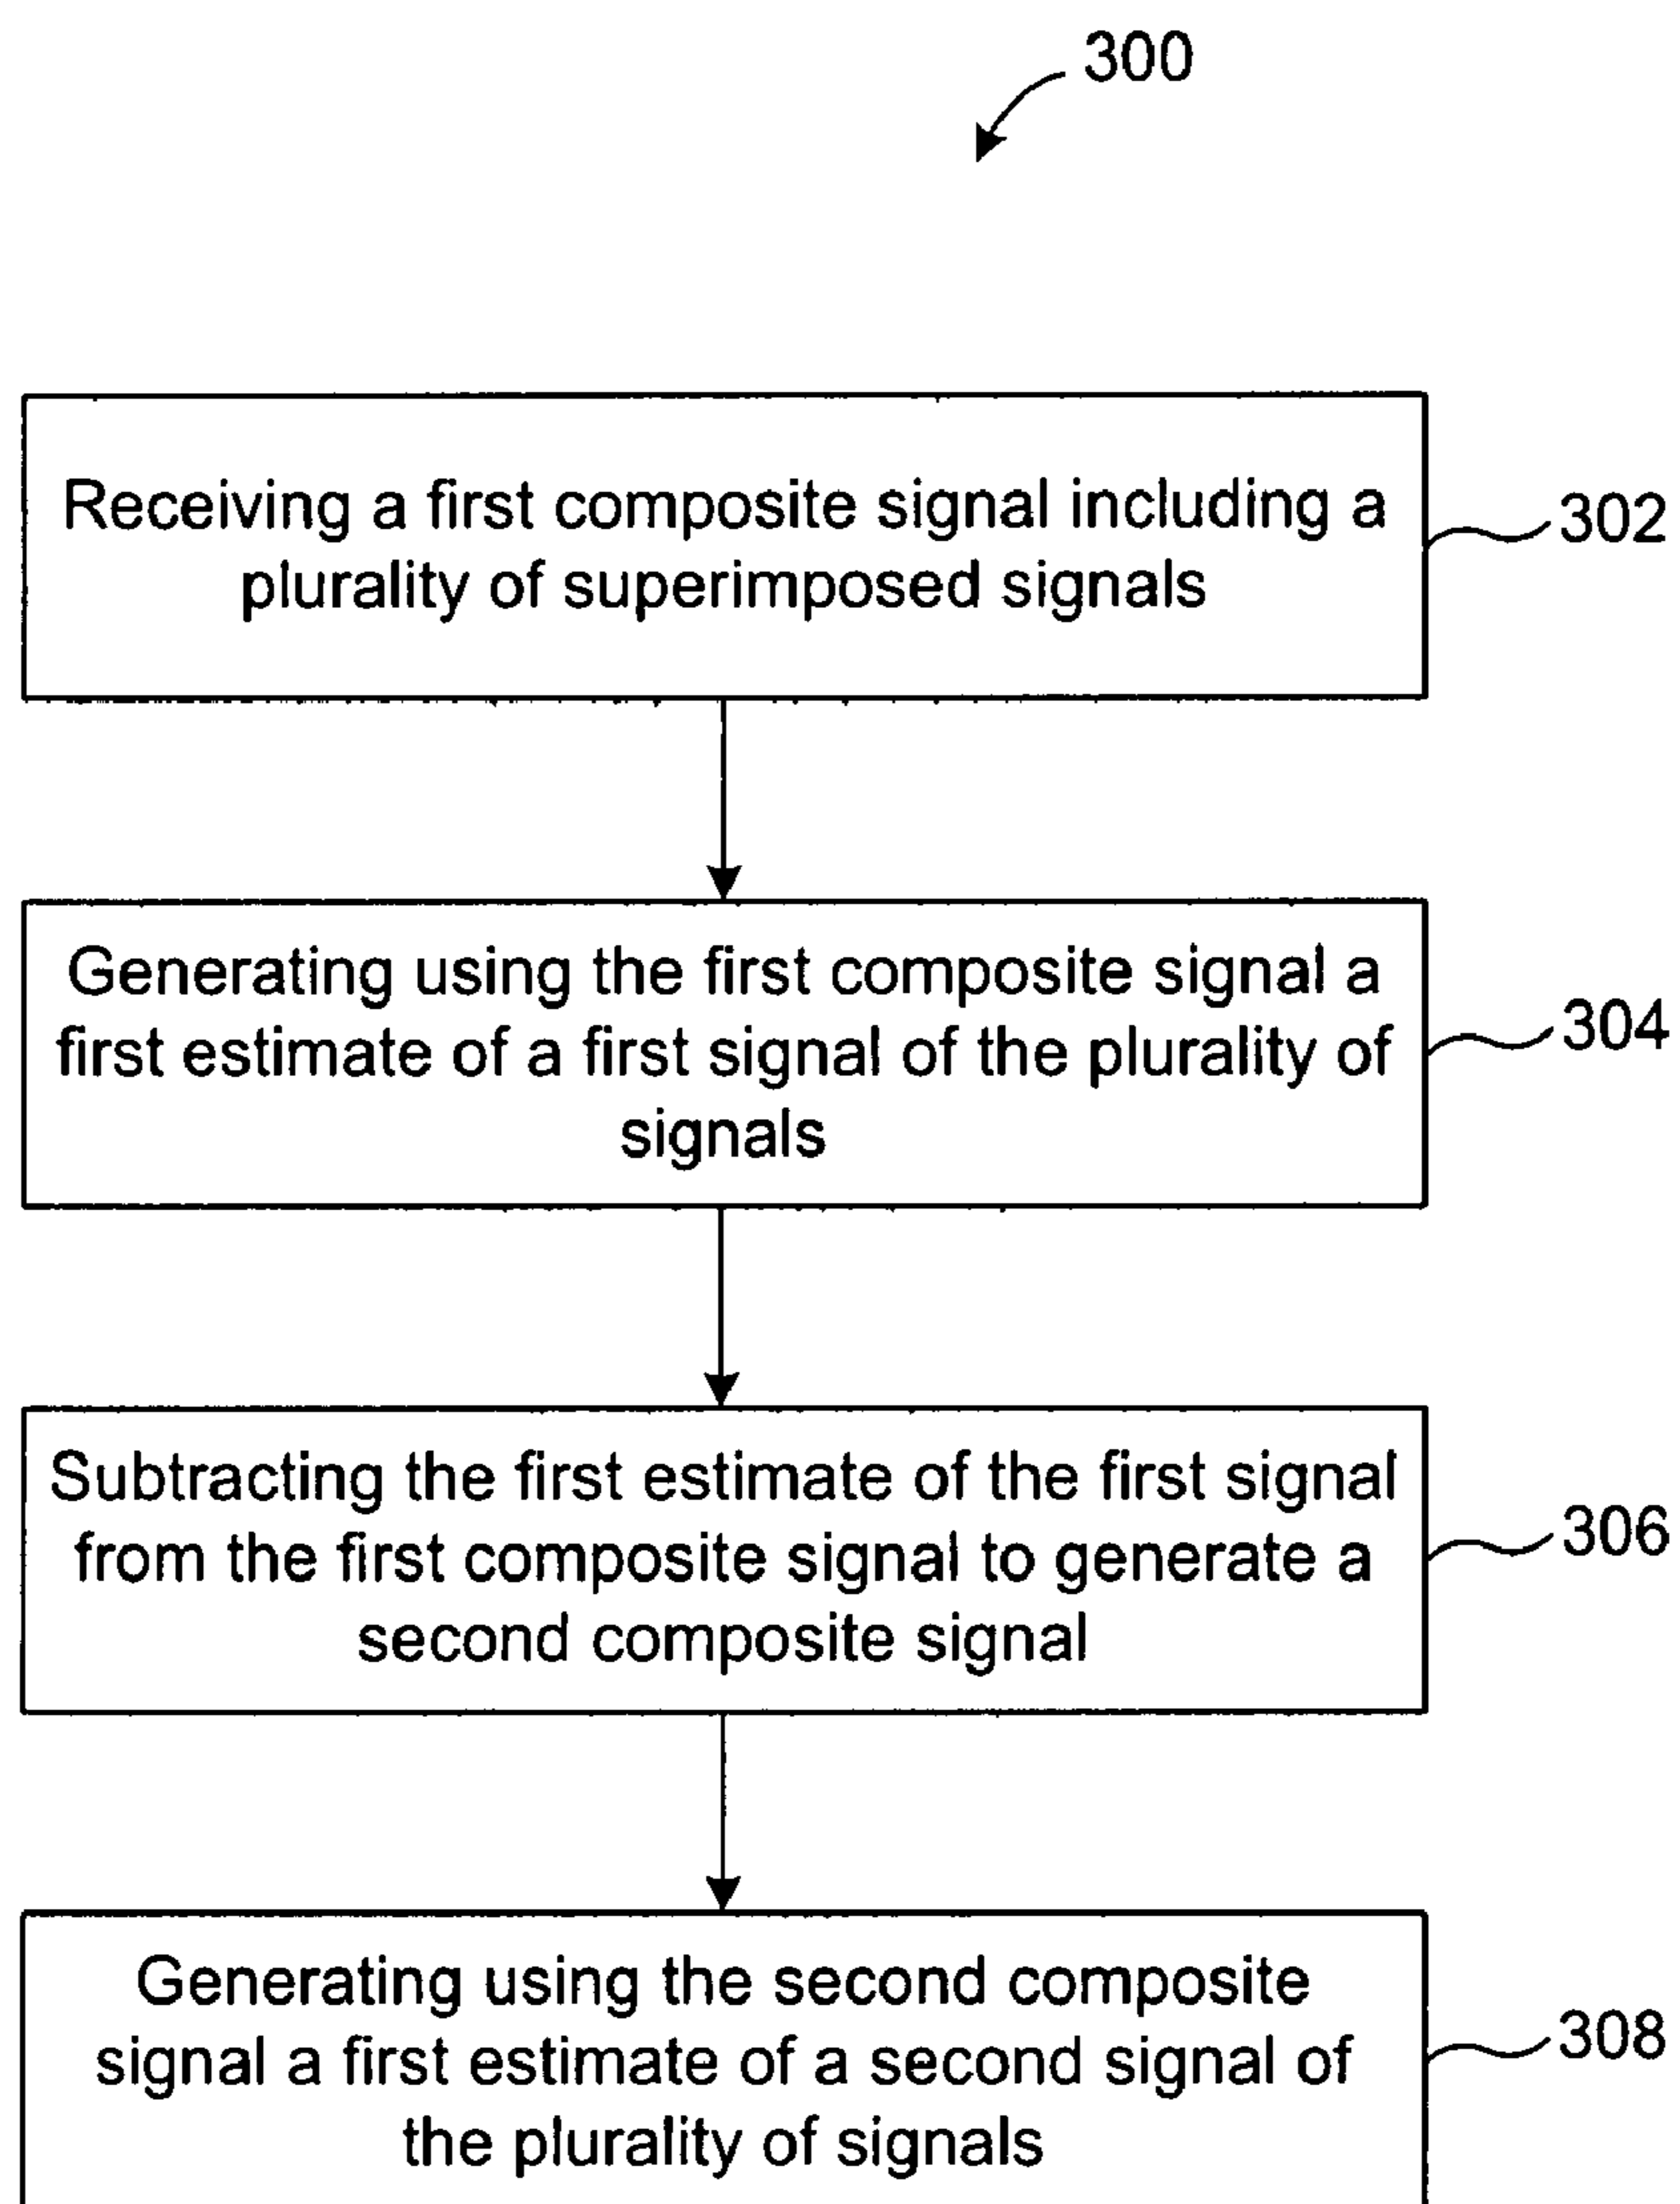 300
Receiving a first composite signal including a
plurality of superimposed signals
302
Generating using the first composite signal a
first estimate of a first signal of the plurality of
signals
304
Subtracting the first estimate of the first signal
from the first composite signal to generate a
second composite signal
306
Generating using the second composite
signal a first estimate of a second signal of
the plurality of signals
308